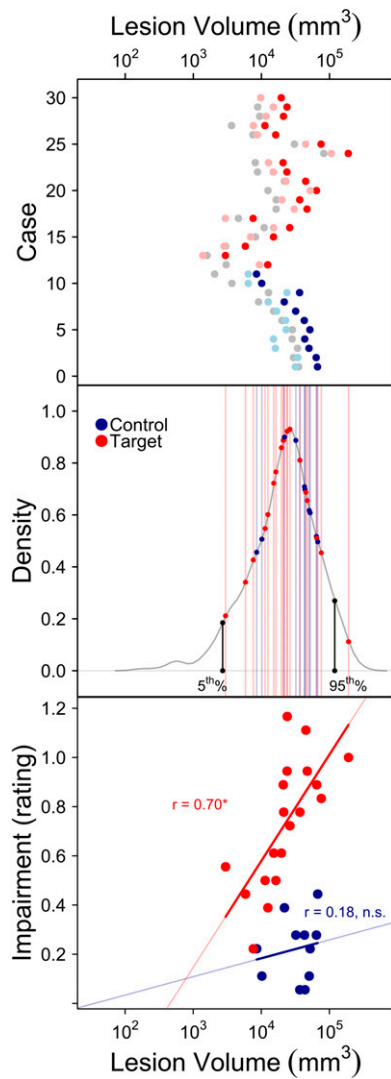 Lesion Volume (mm³)
10² 10³ 10⁴ 10⁵
30
25
20
15
10
5
0
Case
1.0
0.8
0.6
0.4
0.2
0.0
Density
Control
Target
5ᵗʰ% 95ᵗʰ%
1.2
1.0
0.8
0.6
0.4
0.2
Impairment (rating)
r = 0.70*
r = 0.18, n.s.
10² 10³ 10⁴ 10⁵
Lesion Volume (mm³)